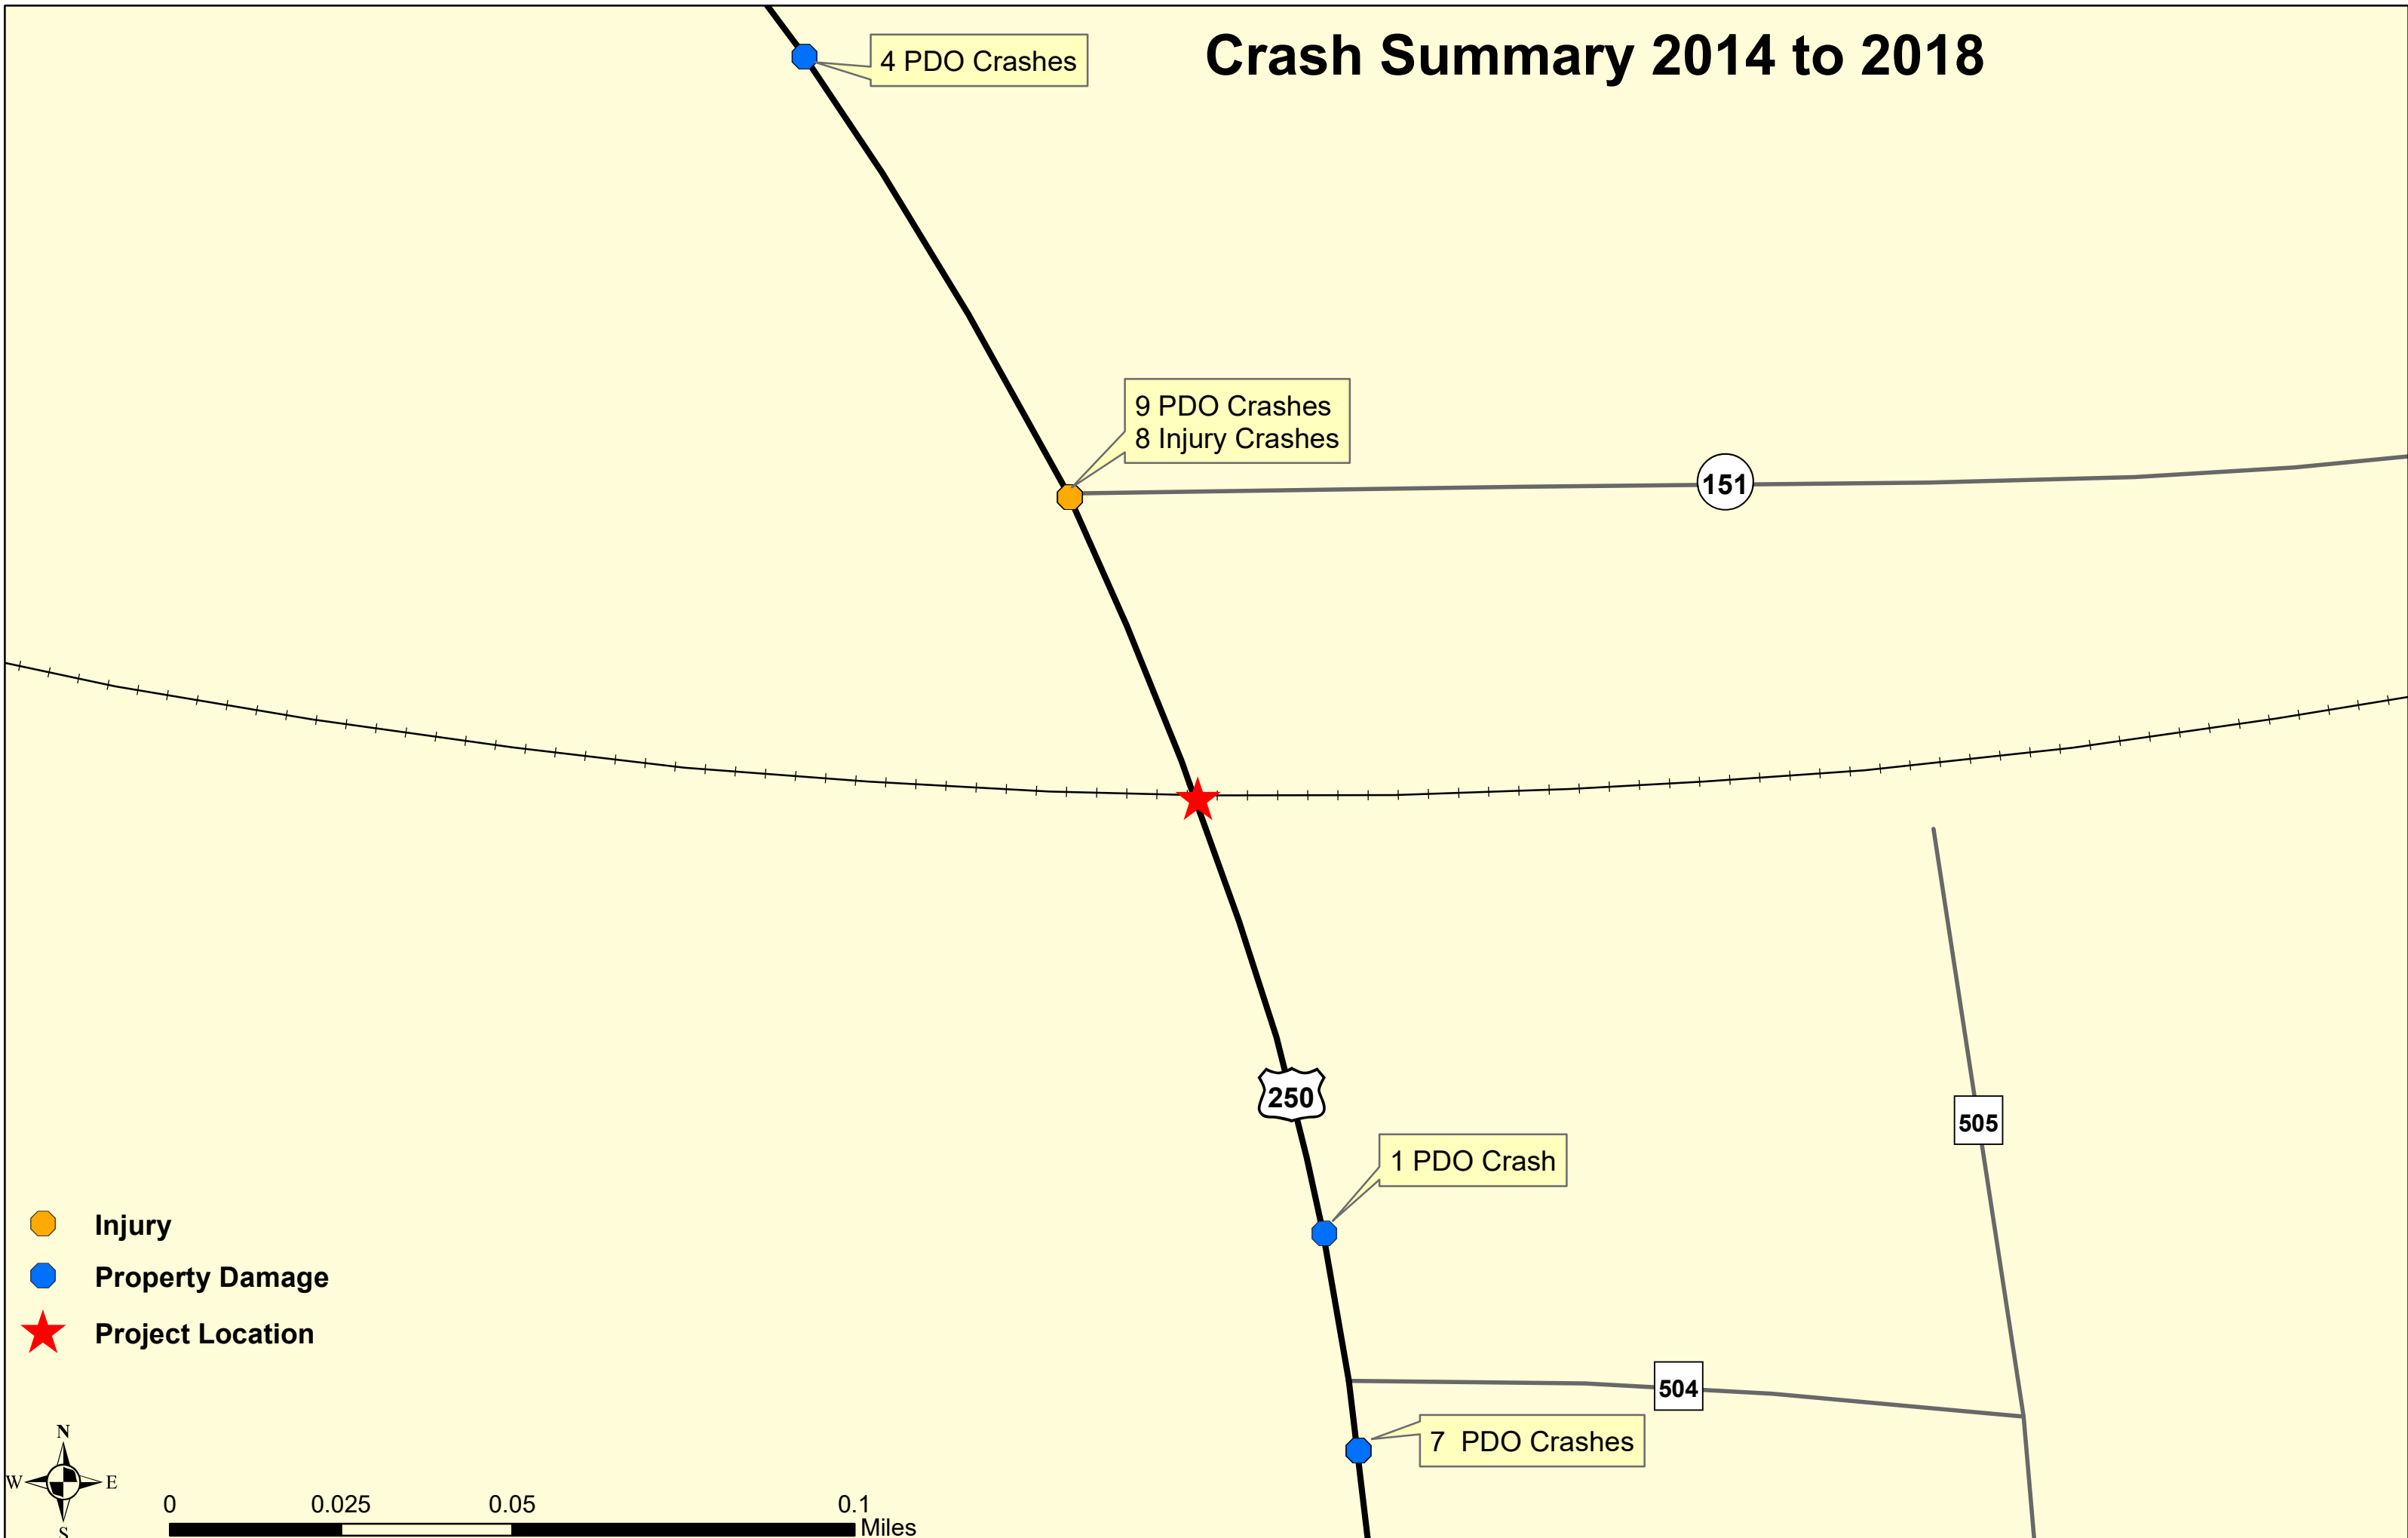 Crash Summary 2014 to 2018
4 PDO Crashes
9 PDO Crashes
8 Injury Crashes
151
250
1 PDO Crash
505
504
7  PDO Crashes
Injury
Property Damage
Project Location
N
W E
S
0 0.025 0.05 0.1
Miles